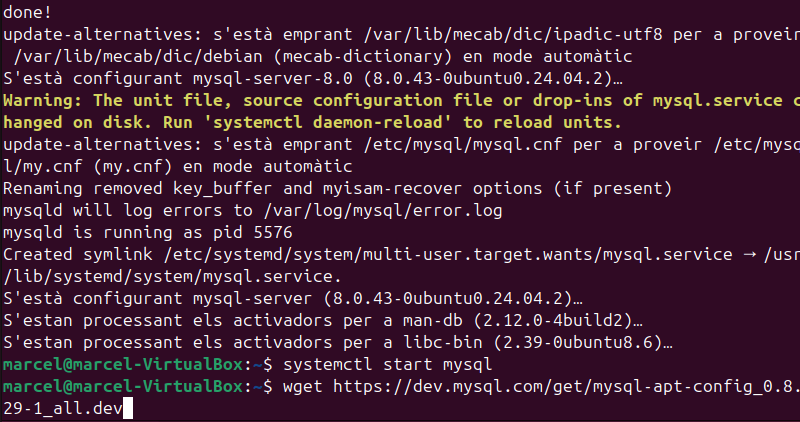 done!
update-alternatives: s'està emprant /var/lib/mecab/dic/ipadic-utf8 per a proveir
 /var/lib/mecab/dic/debian (mecab-dictionary) en mode automàtic
S'està configurant mysql-server-8.0 (8.0.43-0ubuntu0.24.04.2)…
Warning: The unit file, source configuration file or drop-ins of mysql.service c
hanged on disk. Run 'systemctl daemon-reload' to reload units.
update-alternatives: s'està emprant /etc/mysql/mysql.cnf per a proveir /etc/mysq
l/my.cnf (my.cnf) en mode automàtic
Renaming removed key_buffer and myisam-recover options (if present)
mysqld will log errors to /var/log/mysql/error.log
mysqld is running as pid 5576
Created symlink /etc/systemd/system/multi-user.target.wants/mysql.service → /usr
/lib/systemd/system/mysql.service.
S'està configurant mysql-server (8.0.43-0ubuntu0.24.04.2)…
S'estan processant els activadors per a man-db (2.12.0-4build2)…
S'estan processant els activadors per a libc-bin (2.39-0ubuntu8.6)…
marcel@marcel-VirtualBox:~$ systemctl start mysql
marcel@marcel-VirtualBox:~$ wget https://dev.mysql.com/get/mysql-apt-config_0.8.
29-1_all.dev